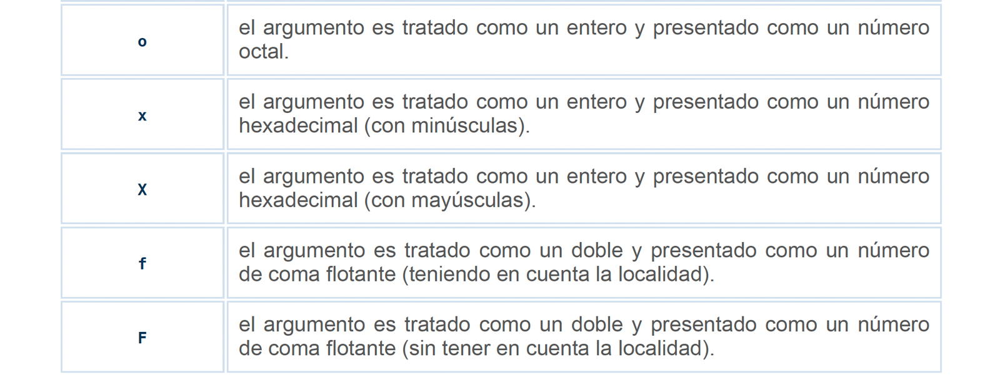 o
el argumento es tratado como un entero y presentado como un número
octal.
x
el argumento es tratado como un entero y presentado como un número
hexadecimal (con minúsculas).
X
el argumento es tratado como un entero y presentado como un número
hexadecimal (con mayúsculas).
f
el argumento es tratado como un doble y presentado como un número
de coma flotante (teniendo en cuenta la localidad).
F
el argumento es tratado como un doble y presentado como un número
de coma flotante (sin tener en cuenta la localidad).